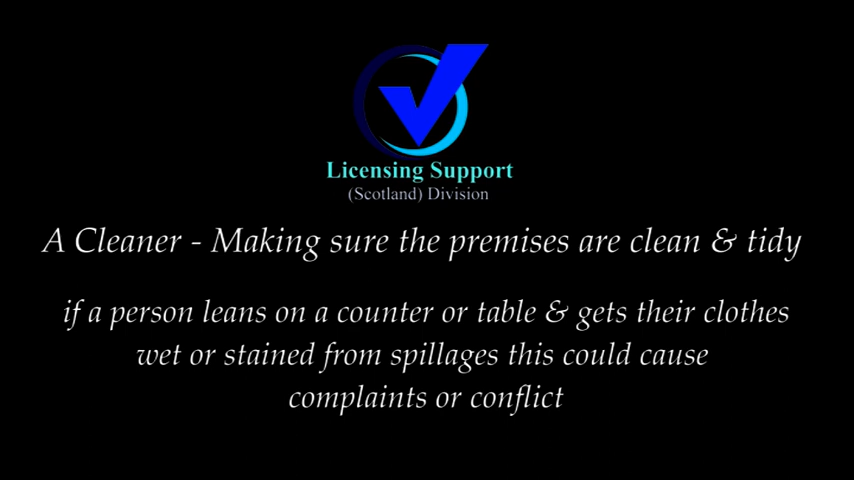 Licensing Support
(Scotland) Division
A Cleaner - Making sure the premises are clean & tidy
if a person leans on a counter or table & gets their clothes
wet or stained from spillages this could cause
complaints or conflict